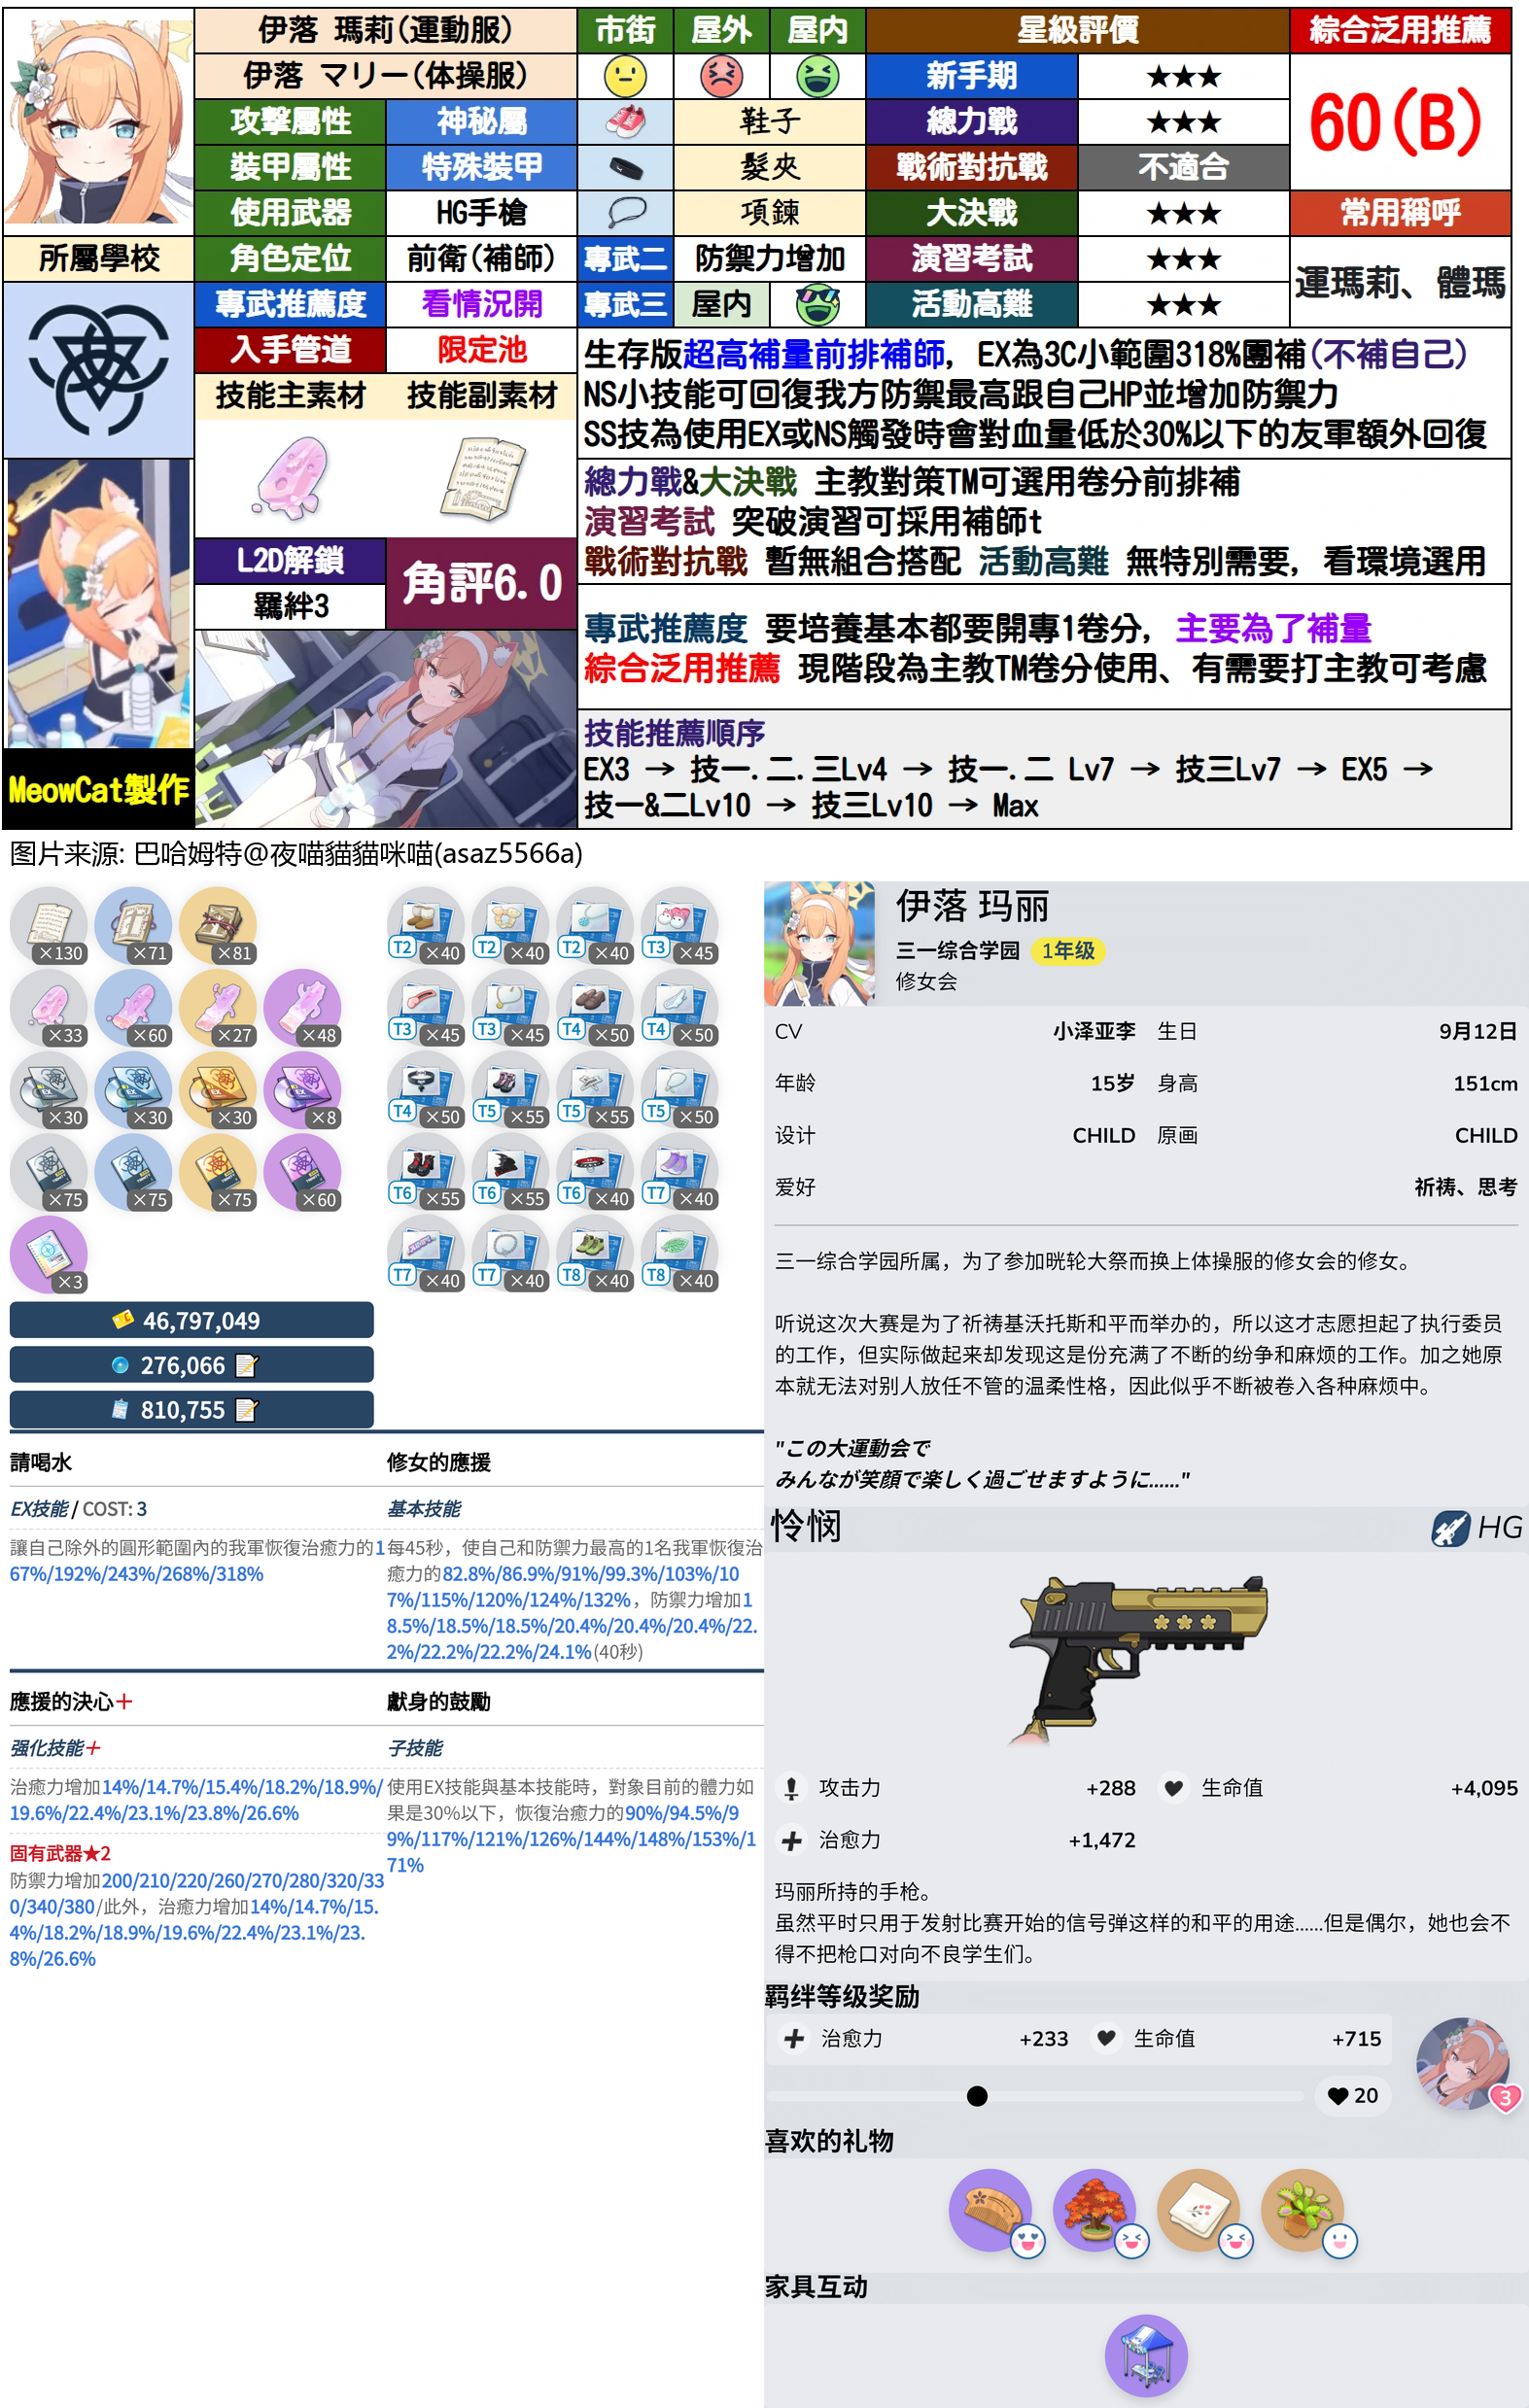 伊落 瑪莉(運動服)
市街
屋外
屋内
星級評價
綜合泛用推薦
伊落 マリー(体操服)
新手期
★★★
60(B)
攻擊屬性
神秘屬
鞋子
總力戰
★★★
裝甲屬性
特殊裝甲
髮夾
戰術對抗戰
不適合
使用武器
HG手槍
項鍊
大決戰
★★★
常用稱呼
所屬學校
角色定位
前衛(補師)
專武二
防禦力增加
演習考試
★★★
運瑪莉、體瑪
專武推薦度
看情況開
專武三
屋内
活動高難
★★★
入手管道
限定池
技能主素材
技能副素材
生存版超高補量前排補師, EX為3C小範圍318%團補(不補自己)
NS小技能可回復我方防禦最高跟自己HP並增加防禦力
SS技為使用EX或NS觸發時會對血量低於30%以下的友軍額外回復
總力戰&大決戰 主教對策TM可選用卷分前排補
演習考試 突破演習可採用補師t
戰術對抗戰 暫無組合搭配 活動高難 無特別需要, 看環境選用
L2D解鎖
羈絆3
角評6.0
專武推薦度 要培養基本都要開專1卷分, 主要為了補量
綜合泛用推薦 現階段為主教TM卷分使用、有需要打主教可考慮
技能推薦順序
EX3 → 技一.二.三Lv4 → 技一.二 Lv7 → 技三Lv7 → EX5 →
技一&二Lv10 → 技三Lv10 → Max
MeowCat製作
图片来源: 巴哈姆特@夜喵貓貓咪喵(asaz5566a)
×130
×71
×81
×33
×60
×27
×48
×30
×30
×30
×8
×75
×75
×75
×60
×3
T2 ×40
T2 ×40
T2 ×40
T3 ×45
T3 ×45
T3 ×45
T4 ×50
T4 ×50
T4 ×50
T5 ×55
T5 ×55
T5 ×50
T6 ×55
T6 ×55
T6 ×40
T7 ×40
T7 ×40
T7 ×40
T8 ×40
T8 ×40
46,797,049
276,066
810,755
請喝水
EX技能 / COST: 3
讓自己除外的圓形範圍內的我軍恢復治癒力的1
67%/192%/243%/268%/318%
修女的應援
基本技能
每45秒，使自己和防禦力最高的1名我軍恢復治
癒力的82.8%/86.9%/91%/99.3%/103%/10
7%/115%/120%/124%/132%，防禦力增加1
8.5%/18.5%/18.5%/20.4%/20.4%/20.4%/22.
2%/22.2%/22.2%/24.1%(40秒)
應援的決心＋
强化技能＋
治癒力增加14%/14.7%/15.4%/18.2%/18.9%/
19.6%/22.4%/23.1%/23.8%/26.6%
固有武器★2
防禦力增加200/210/220/260/270/280/320/33
0/340/380/此外，治癒力增加14%/14.7%/15.
4%/18.2%/18.9%/19.6%/22.4%/23.1%/23.
8%/26.6%
獻身的鼓勵
子技能
使用EX技能與基本技能時，對象目前的體力如
果是30%以下，恢復治癒力的90%/94.5%/9
9%/117%/121%/126%/144%/148%/153%/1
71%
伊落 玛丽
三一综合学园 1年级
修女会
CV 小泽亚李 生日 9月12日
年龄 15岁 身高 151cm
设计 CHILD 原画 CHILD
爱好 祈祷、思考
三一综合学园所属，为了参加晄轮大祭而换上体操服的修女会的修女。
听说这次大赛是为了祈祷基沃托斯和平而举办的，所以这才志愿担起了执行委员
的工作，但实际做起来却发现这是份充满了不断的纷争和麻烦的工作。加之她原
本就无法对别人放任不管的温柔性格，因此似乎不断被卷入各种麻烦中。
"この大運動会で
みんなが笑顔で楽しく過ごせますように......"
怜悯
HG
攻击力 +288 生命值 +4,095
治愈力 +1,472
玛丽所持的手枪。
虽然平时只用于发射比赛开始的信号弹这样的和平的用途......但是偶尔，她也会不
得不把枪口对向不良学生们。
羁绊等级奖励
治愈力 +233 生命值 +715
20
3
喜欢的礼物
家具互动